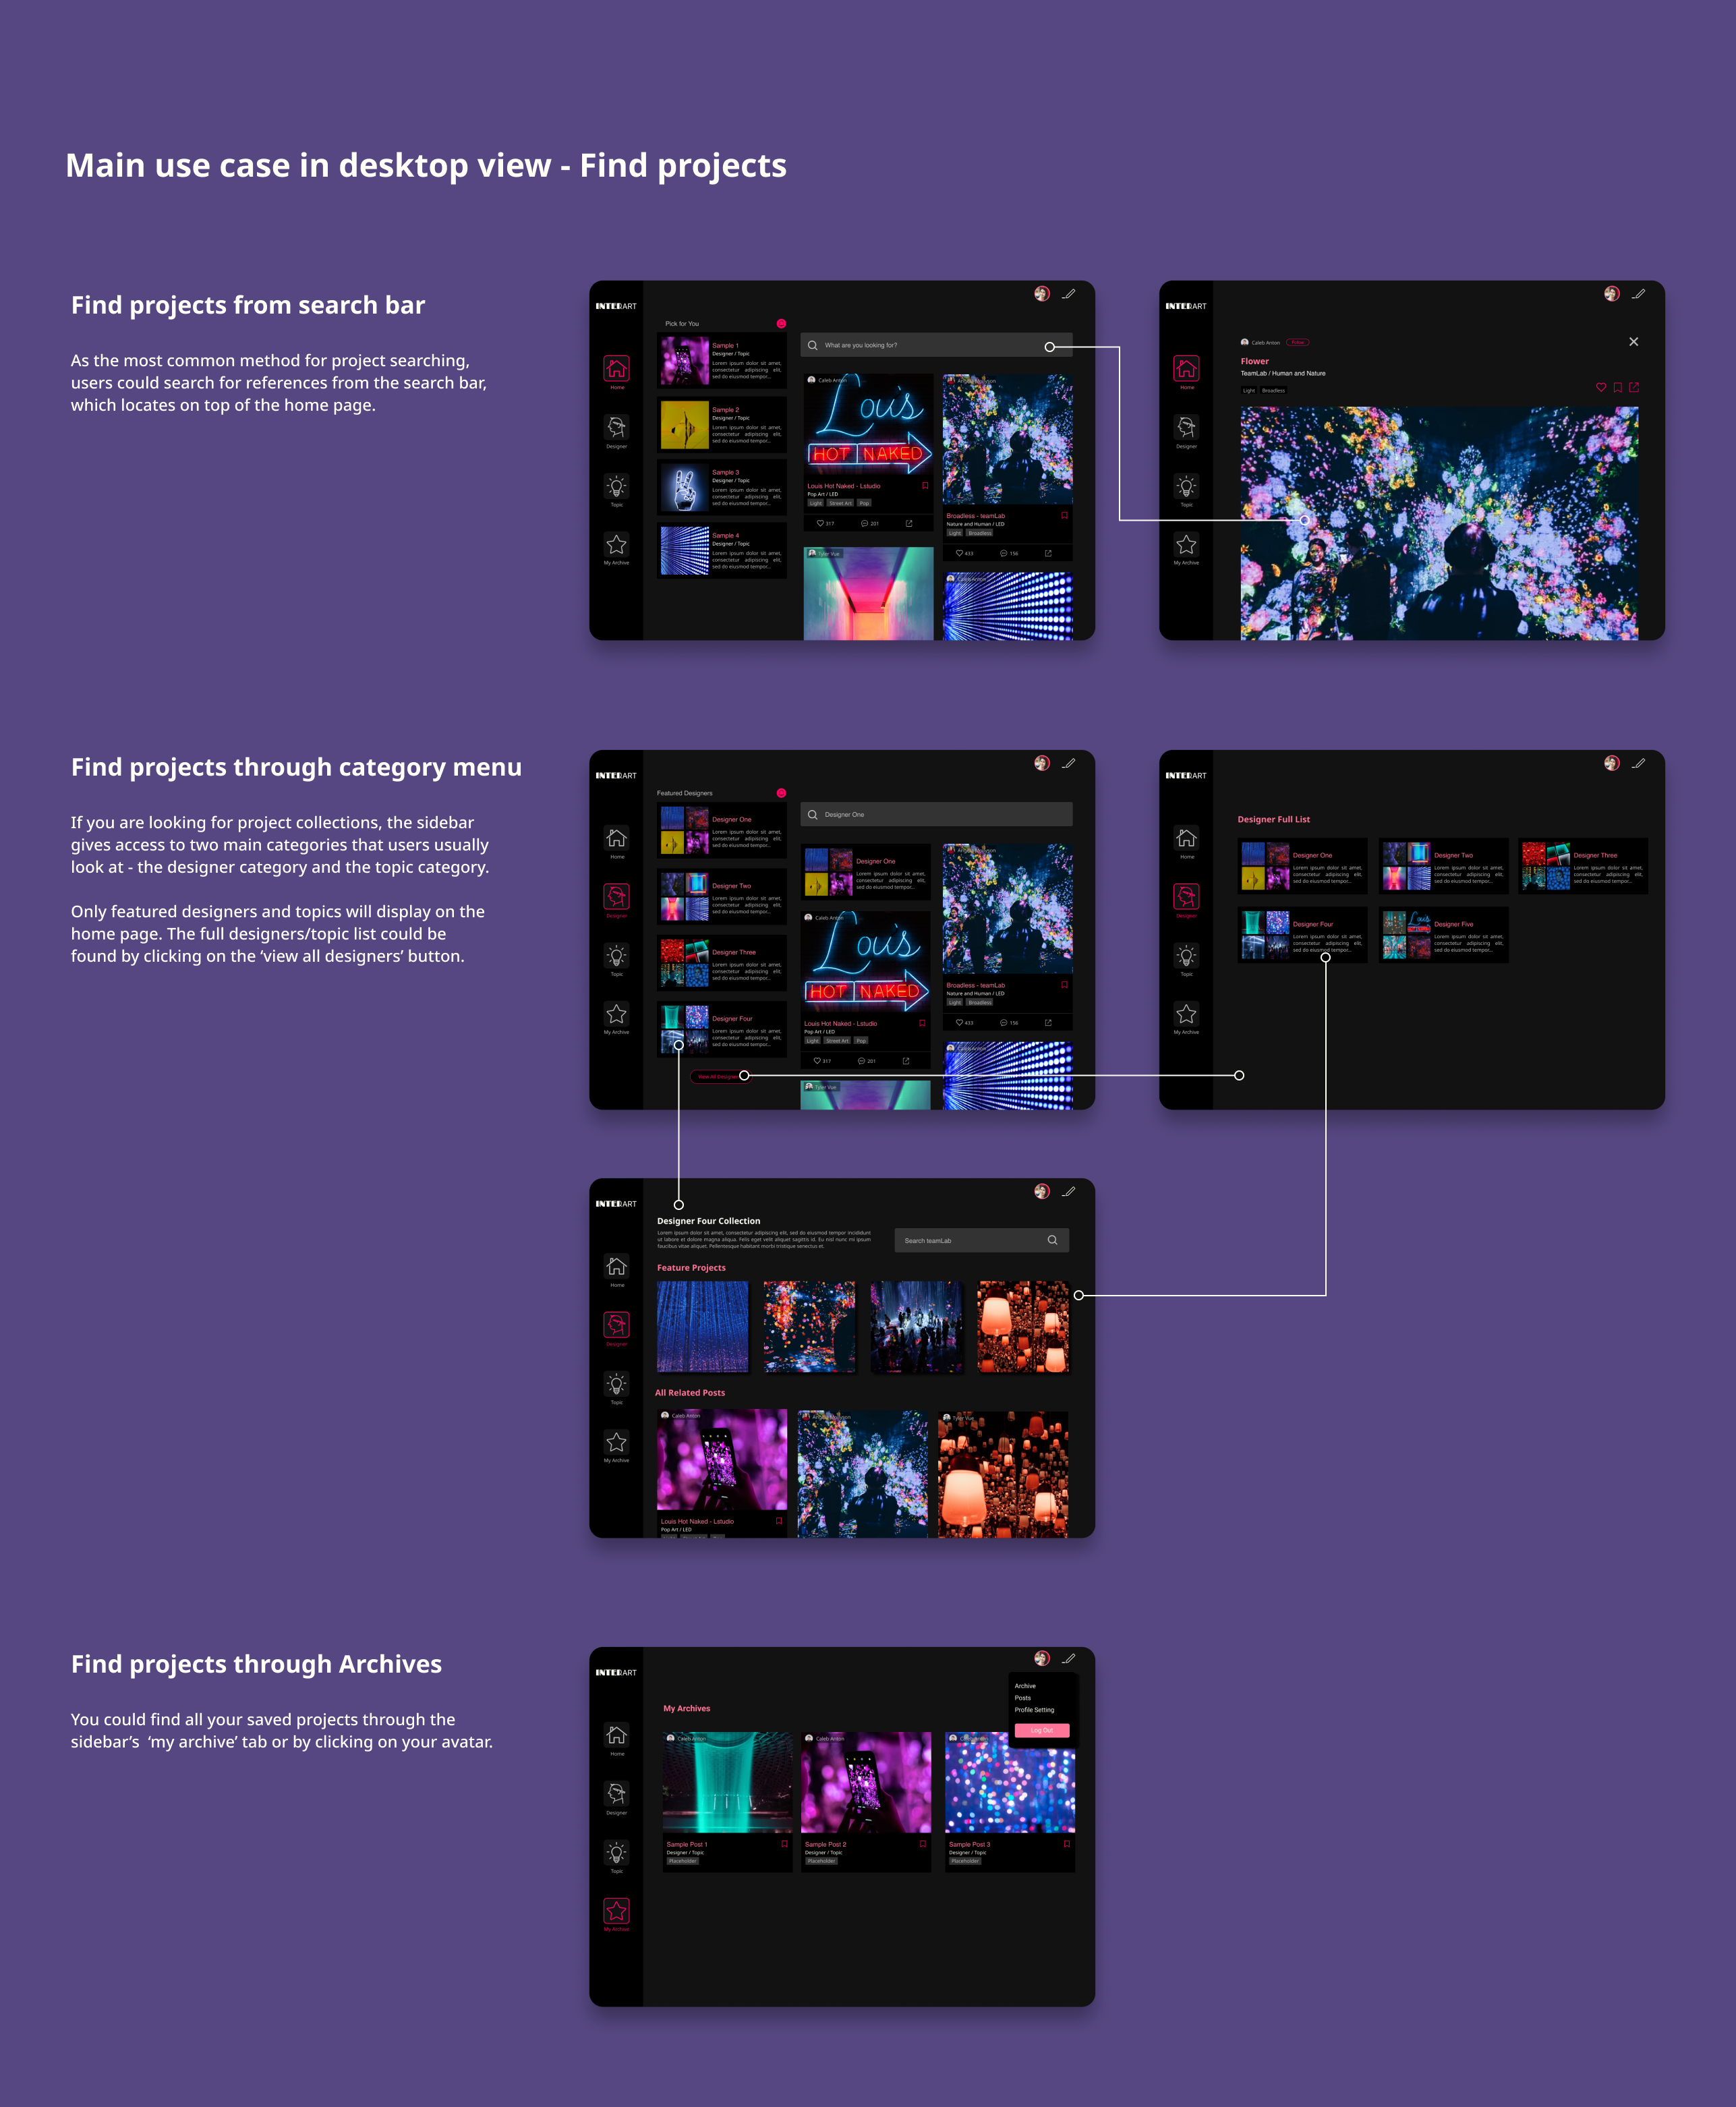 Main use case in desktop view - Find projects
Find projects from search bar
As the most common method for project searching,
users could search for references from the search bar,
which locates on top of the home page.
INTERART
Home
Designer
Topic
My Archive
Pick for You
Sample 1
Designer / Topic
Lorem ipsum dolor sit amet,
consectetur adipiscing elit,
sed do eiusmod tempor...
Sample 2
Designer / Topic
Lorem ipsum dolor sit amet,
consectetur adipiscing elit,
sed do eiusmod tempor...
Sample 3
Designer / Topic
Lorem ipsum dolor sit amet,
consectetur adipiscing elit,
sed do eiusmod tempor...
Sample 4
Designer / Topic
Lorem ipsum dolor sit amet,
consectetur adipiscing elit,
sed do eiusmod tempor...
What are you looking for?
Caleb Anton
Louis
HOT NAKED
Louis Hot Naked - Lstudio
Pop Art / LED
Light Street Art Pop
317 201
Tyler Vue
Broadless - teamLab
Nature and Human / LED
Light Broadless
433 156
Caleb Anton
INTERART
Home
Designer
Topic
My Archive
Caleb Anton Follow
Flower
TeamLab / Human and Nature
Light Broadless
Find projects through category menu
If you are looking for project collections, the sidebar
gives access to two main categories that users usually
look at - the designer category and the topic category.
Only featured designers and topics will display on the
home page. The full designers/topic list could be
found by clicking on the ‘view all designers’ button.
INTERART
Home
Designer
Topic
My Archive
Featured Designers
Designer One
Lorem ipsum dolor sit amet,
consectetur adipiscing elit,
sed do eiusmod tempor...
Designer Two
Lorem ipsum dolor sit amet,
consectetur adipiscing elit,
sed do eiusmod tempor...
Designer Three
Lorem ipsum dolor sit amet,
consectetur adipiscing elit,
sed do eiusmod tempor...
Designer Four
Lorem ipsum dolor sit amet,
consectetur adipiscing elit,
sed do eiusmod tempor...
View All
Designer One
Designer One
Lorem ipsum dolor sit amet,
consectetur adipiscing elit,
sed do eiusmod tempor...
Caleb Anton
Louis
HOT NAKED
Louis Hot Naked - Lstudio
Pop Art / LED
Light Street Art Pop
317 201
Tyler Vue
Broadless - teamLab
Nature and Human / LED
Light Broadless
433 156
Caleb Anton
INTERART
Home
Designer
Topic
My Archive
Designer Full List
Designer One
Lorem ipsum dolor sit amet,
consectetur adipiscing elit,
sed do eiusmod tempor...
Designer Two
Lorem ipsum dolor sit amet,
consectetur adipiscing elit,
sed do eiusmod tempor...
Designer Three
Lorem ipsum dolor sit amet,
consectetur adipiscing elit,
sed do eiusmod tempor...
Designer Four
Lorem ipsum dolor sit amet,
consectetur adipiscing elit,
sed do eiusmod tempor...
Designer Five
Lorem ipsum dolor sit amet,
consectetur adipiscing elit,
sed do eiusmod tempor...
INTERART
Home
Designer
Topic
My Archive
Designer Four Collection
Lorem ipsum dolor sit amet, consectetur adipiscing elit, sed do eiusmod tempor incididunt
ut labore et dolore magna aliqua. Felis eget velit aliquet sagittis id. Eu nisl nunc mi ipsum
faucibus vitae aliquet. Pellentesque habitant morbi tristique senectus et.
Search teamLab
Feature Projects
All Related Posts
Caleb Anton
Louis Hot Naked - Lstudio
Pop Art / LED
Tyler Vue
Find projects through Archives
You could find all your saved projects through the
sidebar’s ‘my archive’ tab or by clicking on your avatar.
INTERART
Home
Designer
Topic
My Archive
My Archives
Archive
Posts
Profile Setting
Log Out
Caleb Anton
Sample Post 1
Designer / Topic
Placeholder
Caleb Anton
Sample Post 2
Designer / Topic
Placeholder
Sample Post 3
Designer / Topic
Placeholder